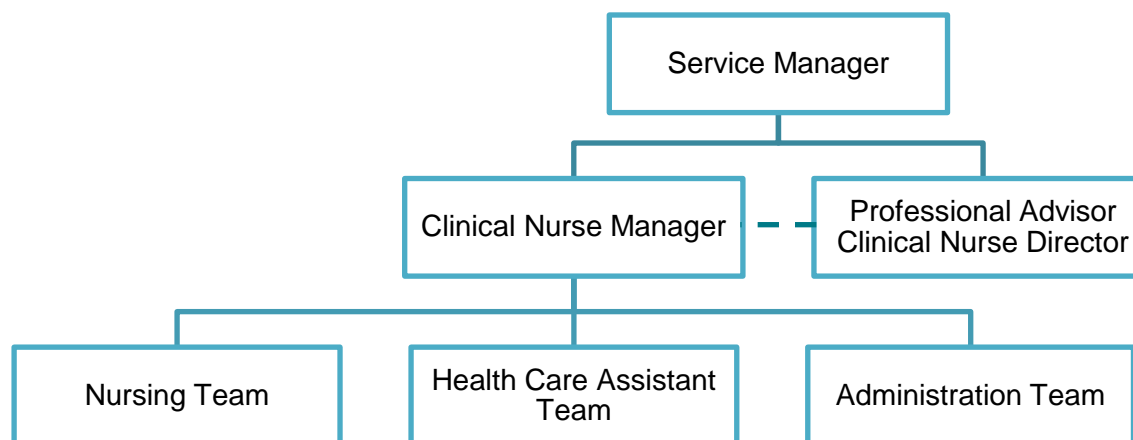 Service Manager
Clinical Nurse Manager
Professional Advisor
Clinical Nurse Director
Nursing Team
Health Care Assistant
Team
Administration Team